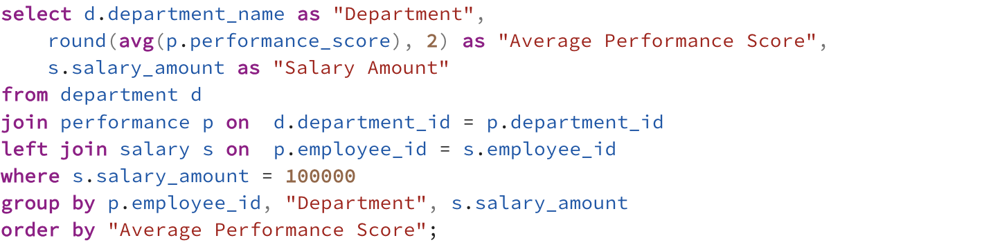 select d.department_name as "Department",
    round(avg(p.performance_score), 2) as "Average Performance Score",
    s.salary_amount as "Salary Amount"
from department d
join performance p on  d.department_id = p.department_id
left join salary s on  p.employee_id = s.employee_id
where s.salary_amount = 100000
group by p.employee_id, "Department", s.salary_amount
order by "Average Performance Score";